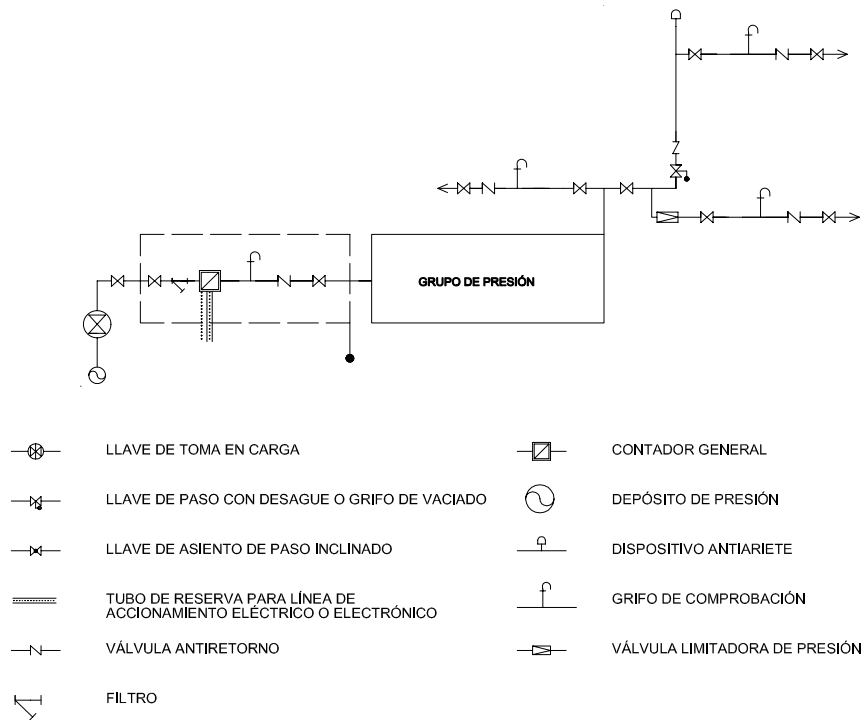 GRUPO DE PRESIÓN
LLAVE DE TOMA EN CARGA
LLAVE DE PASO CON DESAGUE O GRIFO DE VACIADO
LLAVE DE ASIENTO DE PASO INCLINADO
TUBO DE RESERVA PARA LÍNEA DE
ACCIONAMIENTO ELÉCTRICO O ELECTRÓNICO
VÁLVULA ANTIRETORNO
FILTRO
CONTADOR GENERAL
DEPÓSITO DE PRESIÓN
DISPOSITIVO ANTIARIETE
GRIFO DE COMPROBACIÓN
VÁLVULA LIMITADORA DE PRESIÓN